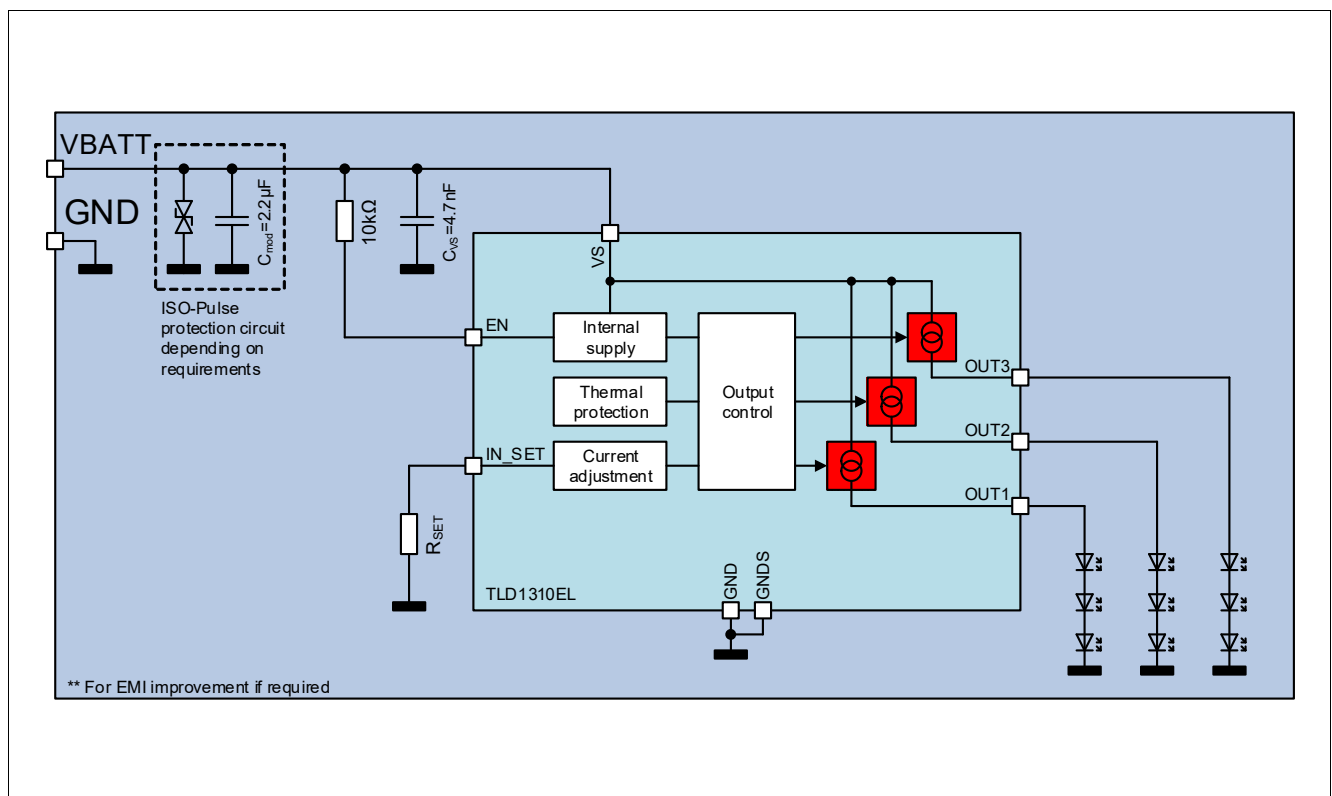 VBATT
GND
C_mod=2.2µF
10kΩ
C_VS=4.7nF
ISO-Pulse
protection circuit
depending on
requirements
VS
EN
Internal
supply
Thermal
protection
Output
control
IN_SET
Current
adjustment
OUT3
OUT2
OUT1
R_SET
TLD1310EL
GND
GNDS
** For EMI improvement if required